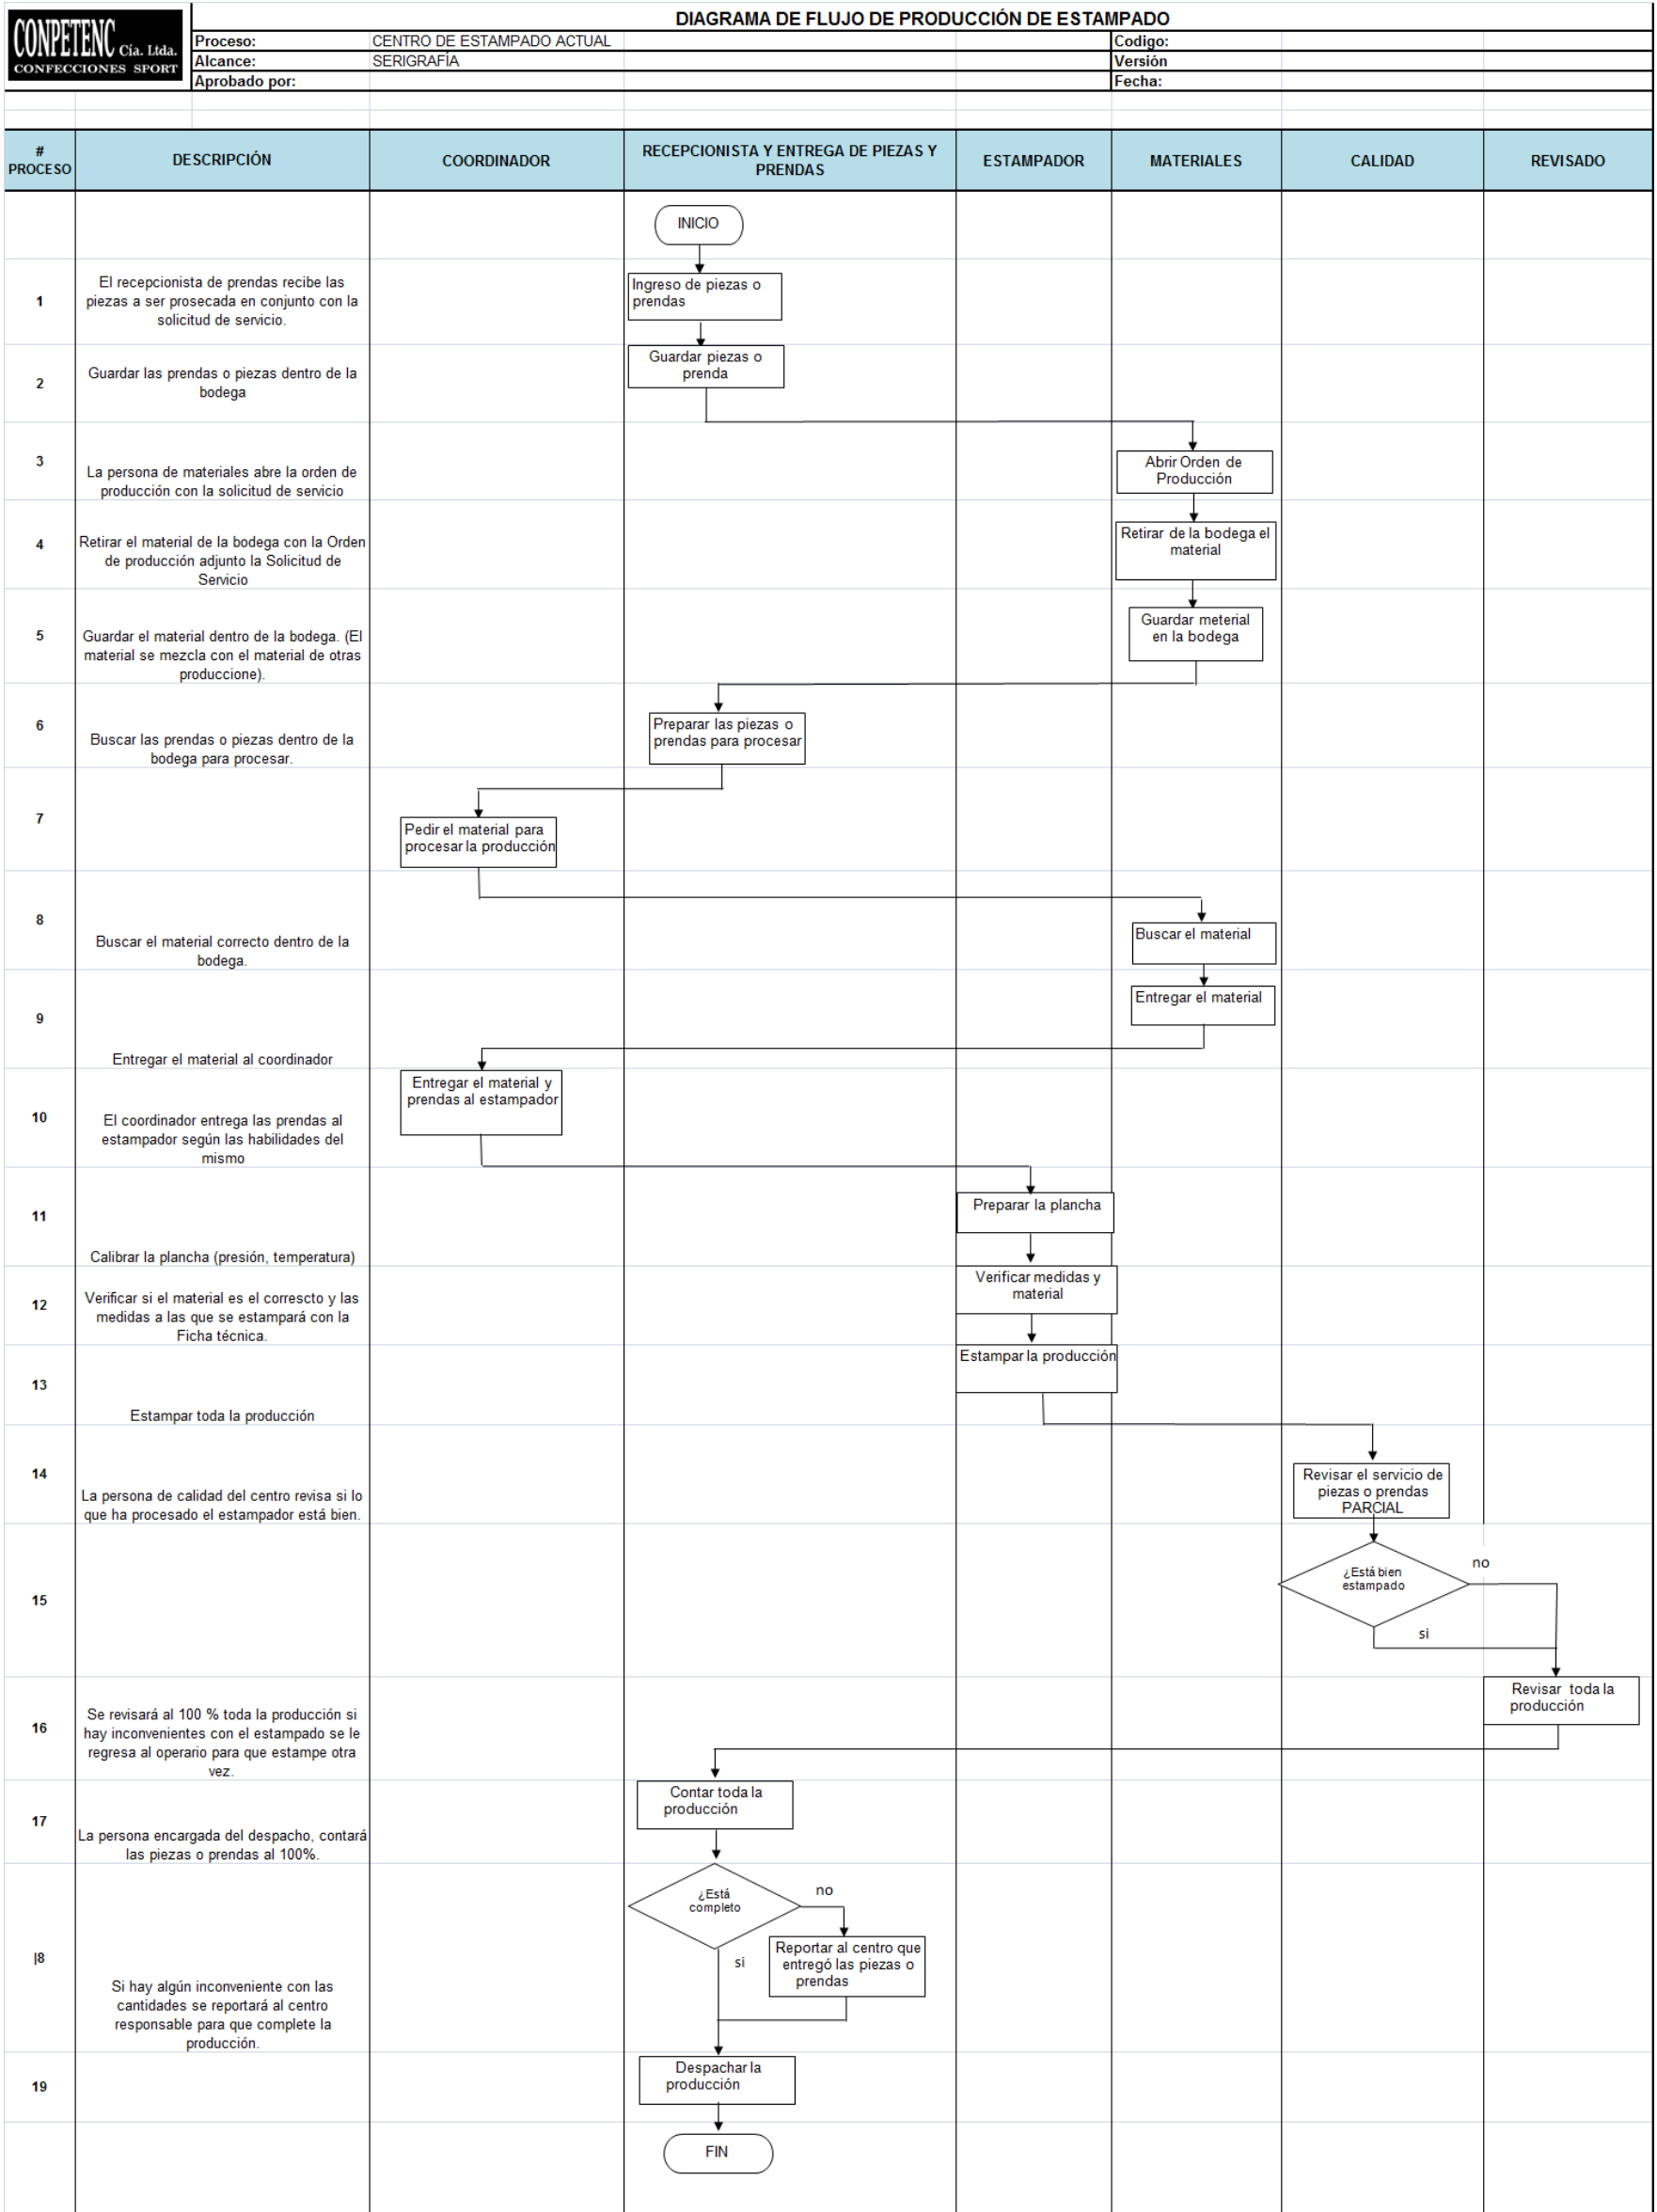 CONPETENC Cía. Ltda.
CONFECCIONES SPORT
DIAGRAMA DE FLUJO DE PRODUCCIÓN DE ESTAMPADO
Proceso: CENTRO DE ESTAMPADO ACTUAL Codigo:
Alcance: SERIGRAFÍA Versión
Aprobado por: Fecha:
#
PROCESO
DESCRIPCIÓN
COORDINADOR
RECEPCIONISTA Y ENTREGA DE PIEZAS Y
PRENDAS
ESTAMPADOR
MATERIALES
CALIDAD
REVISADO
INICIO
1
El recepcionista de prendas recibe las
piezas a ser prosecada en conjunto con la
solicitud de servicio.
Ingreso de piezas o
prendas
2
Guardar las prendas o piezas dentro de la
bodega
Guardar piezas o
prenda
3
La persona de materiales abre la orden de
producción con la solicitud de servicio
Abrir Orden de
Producción
4
Retirar el material de la bodega con la Orden
de producción adjunto la Solicitud de
Servicio
Retirar de la bodega el
material
5
Guardar el material dentro de la bodega. (El
material se mezcla con el material de otras
produccione).
Guardar meterial
en la bodega
6
Buscar las prendas o piezas dentro de la
bodega para procesar.
Preparar las piezas o
prendas para procesar
7
Pedir el material para
procesar la producción
8
Buscar el material correcto dentro de la
bodega.
Buscar el material
9
Entregar el material al coordinador
Entregar el material
10
El coordinador entrega las prendas al
estampador según las habilidades del
mismo
Entregar el material y
prendas al estampador
11
Calibrar la plancha (presión, temperatura)
Preparar la plancha
12
Verificar si el material es el correscto y las
medidas a las que se estampará con la
Ficha técnica.
Verificar medidas y
material
13
Estampar toda la producción
Estampar la producción
14
La persona de calidad del centro revisa si lo
que ha procesado el estampador está bien.
Revisar el servicio de
piezas o prendas
PARCIAL
15
¿Está bien
estampado
no
si
16
Se revisará al 100 % toda la producción si
hay inconvenientes con el estampado se le
regresa al operario para que estampe otra
vez.
Revisar toda la
producción
17
La persona encargada del despacho, contará
las piezas o prendas al 100%.
Contar toda la
producción
|8
Si hay algún inconveniente con las
cantidades se reportará al centro
responsable para que complete la
producción.
¿Está
completo
no
si
Reportar al centro que
entregó las piezas o
prendas
19
Despachar la
producción
FIN